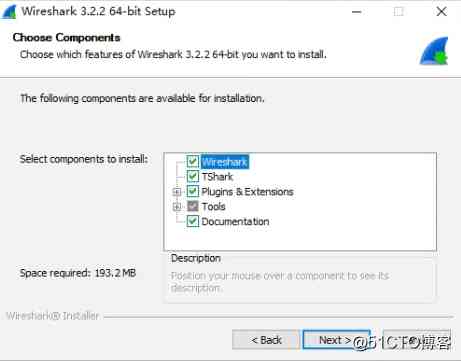 Wireshark 3.2.2 64-bit Setup
Choose Components
Choose which features of Wireshark 3.2.2 64-bit you want to install.
The following components are available for installation.
Select components to install:
Wireshark
TShark
Plugins & Extensions
Tools
Documentation
Space required: 193.2 MB
Description
Position your mouse over a component to see its
description.
Wireshark® Installer
< Back
Next >
@51CTO博客